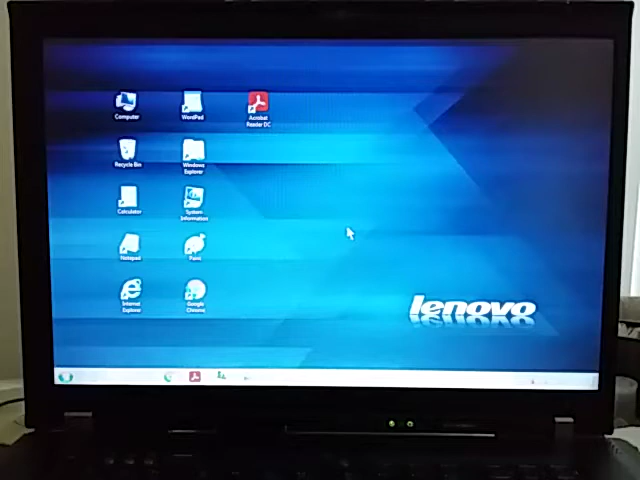 Computer
WordPad
Acrobat
Reader DC
Recycle Bin
Windows
Explorer
Calculator
System
Information
Notepad
Paint
Internet
Explorer
Google
Chrome
lenovo